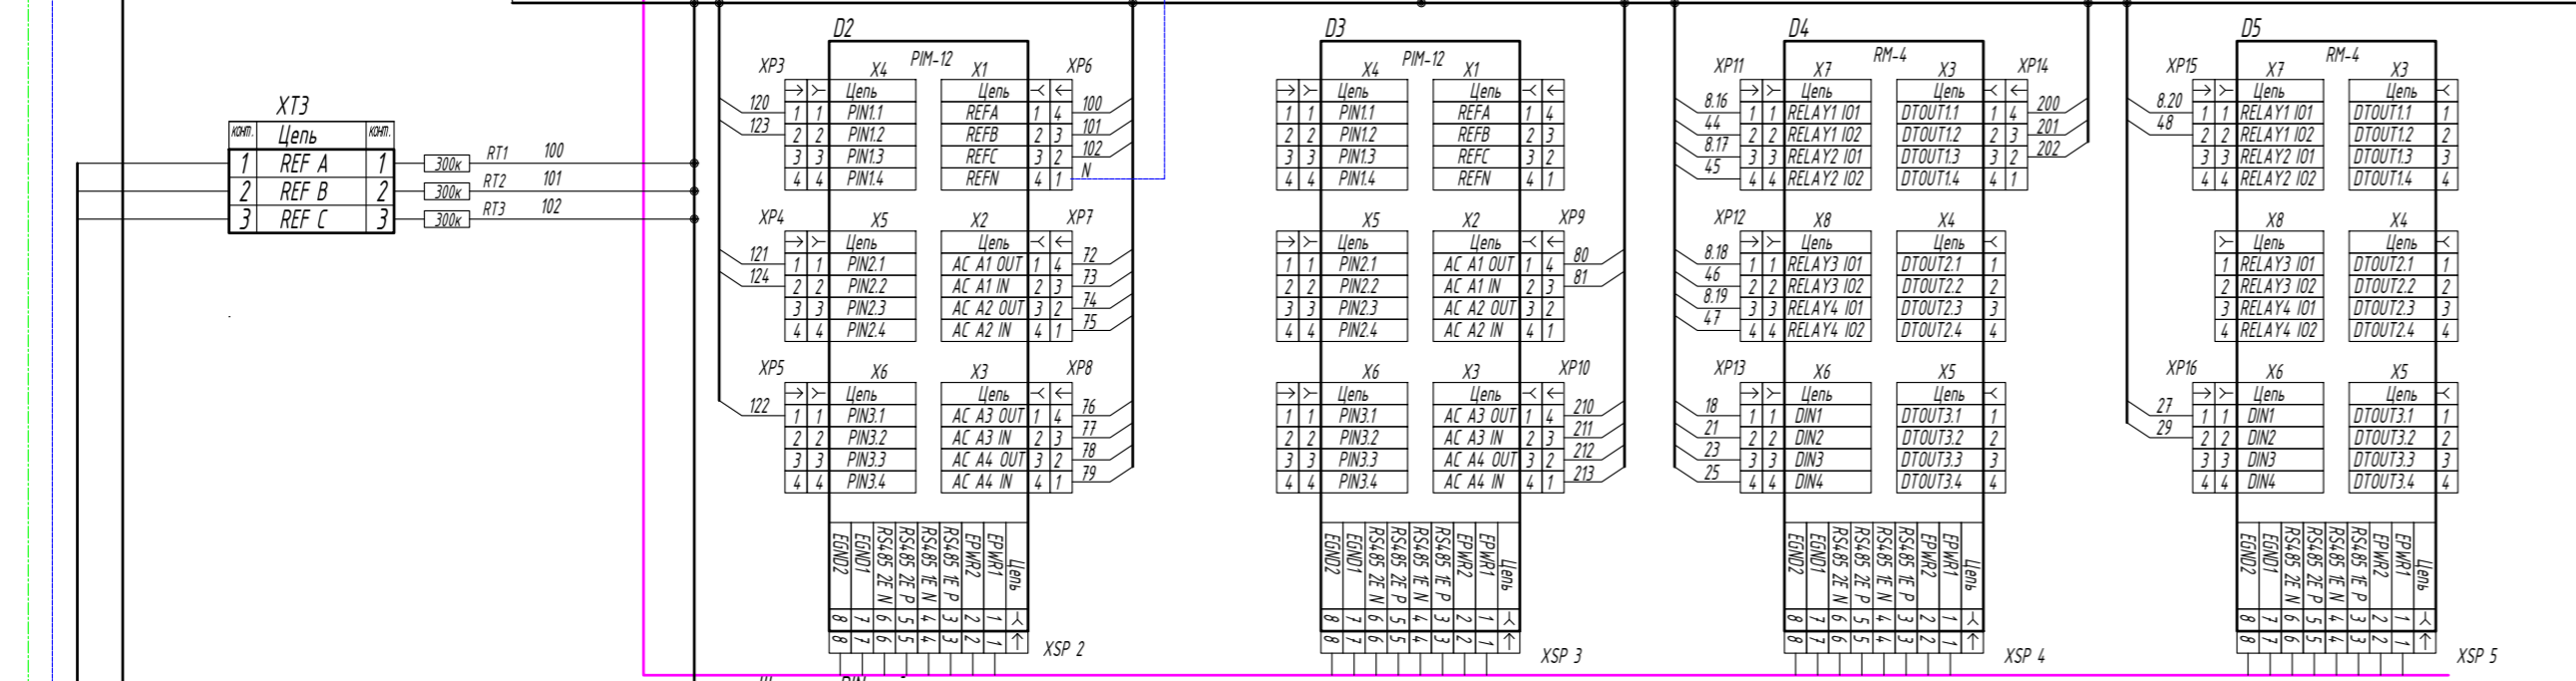 XT3
конт. Цепь конт.
1 REF A 1 300к RT1 100
2 REF B 2 300к RT2 101
3 REF C 3 300к RT3 102
D2
PIM-12
XP3 X4 X1 XP6
Цепь Цепь
120 1 1 PIN1.1 REFA 1 4 100
123 2 2 PIN1.2 REFB 2 3 101
3 3 PIN1.3 REFC 3 2 102
4 4 PIN1.4 REFN 4 1 N
XP4 X5 X2 XP7
Цепь Цепь
121 1 1 PIN2.1 AC A1 OUT 1 4 72
124 2 2 PIN2.2 AC A1 IN 2 3 73
3 3 PIN2.3 AC A2 OUT 3 2 74
4 4 PIN2.4 AC A2 IN 4 1 75
XP5 X6 X3 XP8
Цепь Цепь
122 1 1 PIN3.1 AC A3 OUT 1 4 76
2 2 PIN3.2 AC A3 IN 2 3 77
3 3 PIN3.3 AC A4 OUT 3 2 78
4 4 PIN3.4 AC A4 IN 4 1 79
EGND2 EGND1 RS485 2E N RS485 2E P RS485 1E N RS485 1E P EPWR2 EPWR1 Цепь
8 7 6 5 4 3 2 1
8 7 6 5 4 3 2 1
XSP 2
D3
PIM-12
X4 X1
Цепь Цепь
1 1 PIN1.1 REFA 1 4
2 2 PIN1.2 REFB 2 3
3 3 PIN1.3 REFC 3 2
4 4 PIN1.4 REFN 4 1
X5 X2 XP9
Цепь Цепь
1 1 PIN2.1 AC A1 OUT 1 4 80
2 2 PIN2.2 AC A1 IN 2 3 81
3 3 PIN2.3 AC A2 OUT 3 2
4 4 PIN2.4 AC A2 IN 4 1
X6 X3 XP10
Цепь Цепь
1 1 PIN3.1 AC A3 OUT 1 4 210
2 2 PIN3.2 AC A3 IN 2 3 211
3 3 PIN3.3 AC A4 OUT 3 2 212
4 4 PIN3.4 AC A4 IN 4 1 213
EGND2 EGND1 RS485 2E N RS485 2E P RS485 1E N RS485 1E P EPWR2 EPWR1 Цепь
8 7 6 5 4 3 2 1
8 7 6 5 4 3 2 1
XSP 3
D4
RM-4
XP11 X7 X3 XP14
Цепь Цепь
8.16 1 1 RELAY1 IO1 DTOUT1.1 1 4 200
44 2 2 RELAY1 IO2 DTOUT1.2 2 3 201
8.17 3 3 RELAY2 IO1 DTOUT1.3 3 2 202
45 4 4 RELAY2 IO2 DTOUT1.4 4 1
XP12 X8 X4
Цепь Цепь
8.18 1 1 RELAY3 IO1 DTOUT2.1 1
46 2 2 RELAY3 IO2 DTOUT2.2 2
8.19 3 3 RELAY4 IO1 DTOUT2.3 3
47 4 4 RELAY4 IO2 DTOUT2.4 4
XP13 X6 X5
Цепь Цепь
18 1 1 DIN1 DTOUT3.1 1
21 2 2 DIN2 DTOUT3.2 2
23 3 3 DIN3 DTOUT3.3 3
25 4 4 DIN4 DTOUT3.4 4
EGND2 EGND1 RS485 2E N RS485 2E P RS485 1E N RS485 1E P EPWR2 EPWR1 Цепь
8 7 6 5 4 3 2 1
8 7 6 5 4 3 2 1
XSP 4
D5
RM-4
XP15 X7 X3
Цепь Цепь
8.20 1 1 RELAY1 IO1 DTOUT1.1 1
48 2 2 RELAY1 IO2 DTOUT1.2 2
3 3 RELAY2 IO1 DTOUT1.3 3
4 4 RELAY2 IO2 DTOUT1.4 4
X8 X4
Цепь Цепь
1 RELAY3 IO1 DTOUT2.1 1
2 RELAY3 IO2 DTOUT2.2 2
3 RELAY4 IO1 DTOUT2.3 3
4 RELAY4 IO2 DTOUT2.4 4
XP16 X6 X5
Цепь Цепь
27 1 1 DIN1 DTOUT3.1 1
29 2 2 DIN2 DTOUT3.2 2
3 3 DIN3 DTOUT3.3 3
4 4 DIN4 DTOUT3.4 4
EGND2 EGND1 RS485 2E N RS485 2E P RS485 1E N RS485 1E P EPWR2 EPWR1 Цепь
8 7 6 5 4 3 2 1
8 7 6 5 4 3 2 1
XSP 5